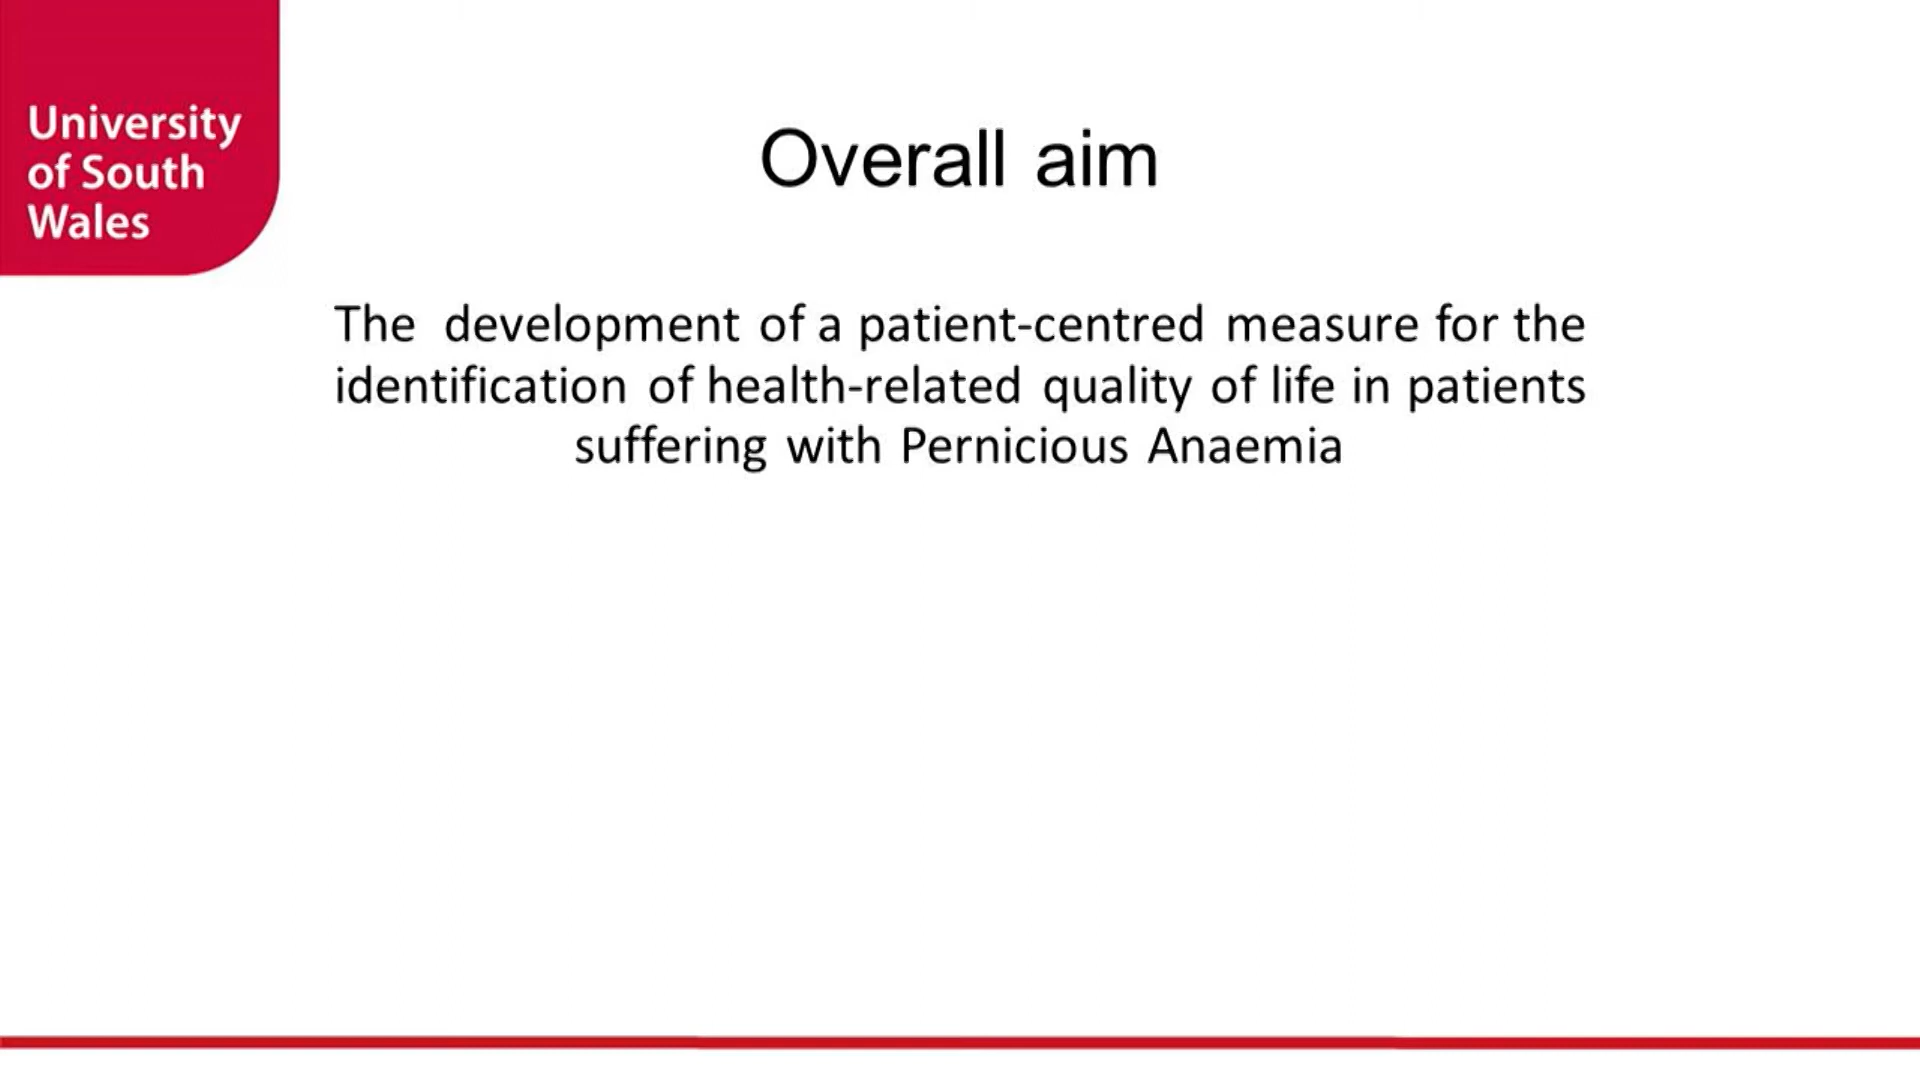 University
of South
Wales
Overall aim
The development of a patient-centred measure for the
identification of health-related quality of life in patients
suffering with Pernicious Anaemia